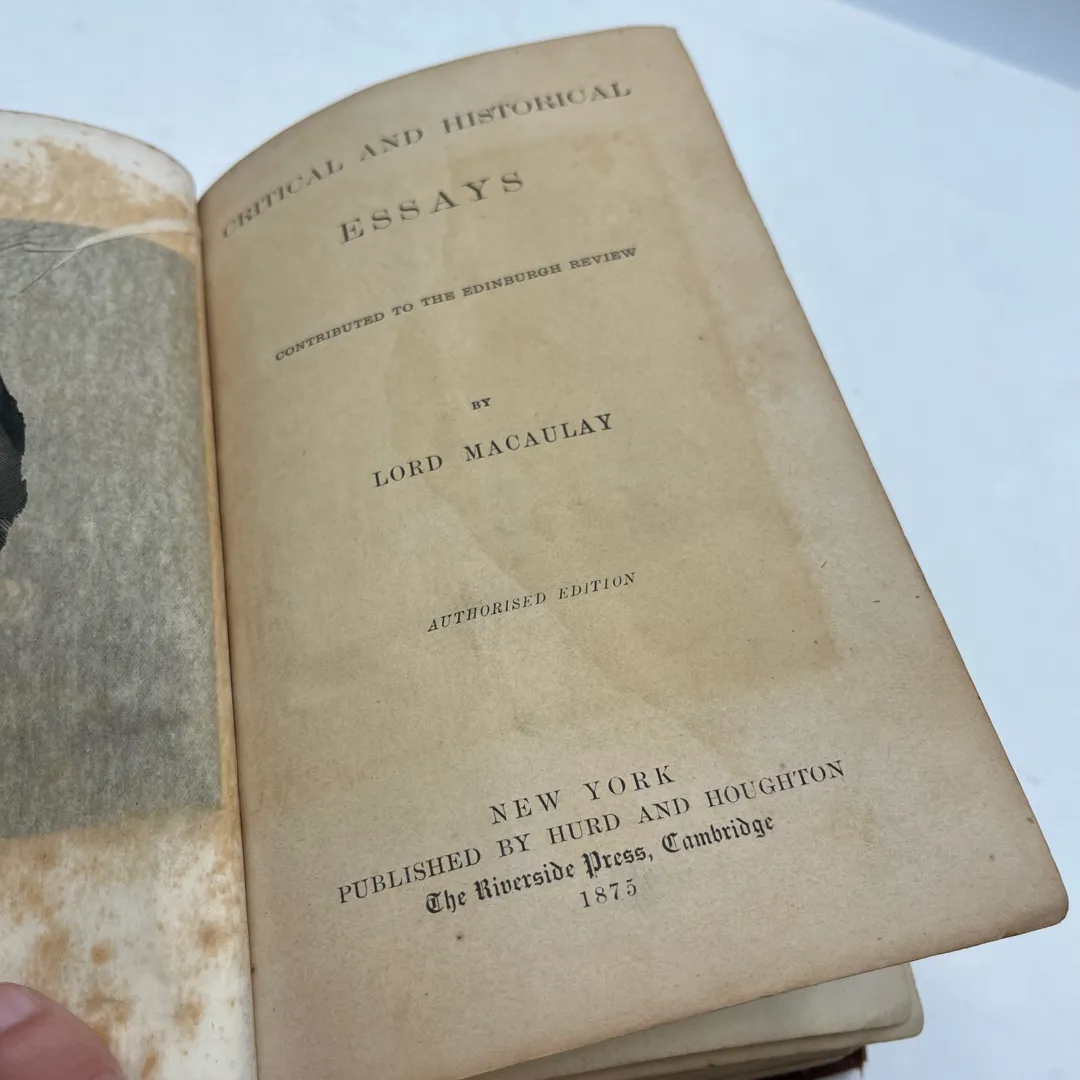 CRITICAL AND HISTORICAL
ESSAYS
CONTRIBUTED TO THE EDINBURGH REVIEW
BY
LORD MACAULAY
AUTHORISED EDITION
NEW YORK
PUBLISHED BY HURD AND HOUGHTON
The Riverside Press, Cambridge
1875